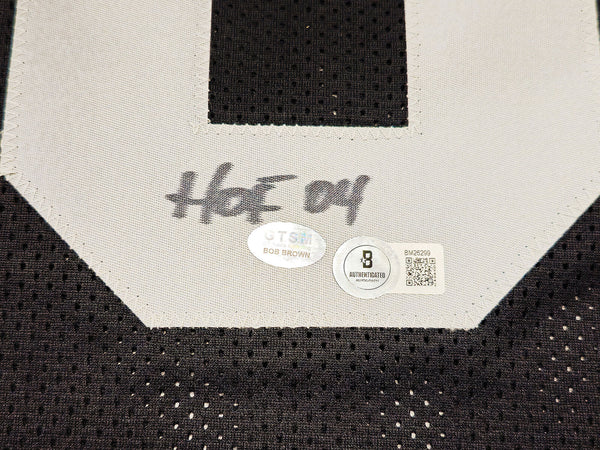 HOF 04
GTSM
BOB BROWN
B
AUTHENTICATED
BM26299